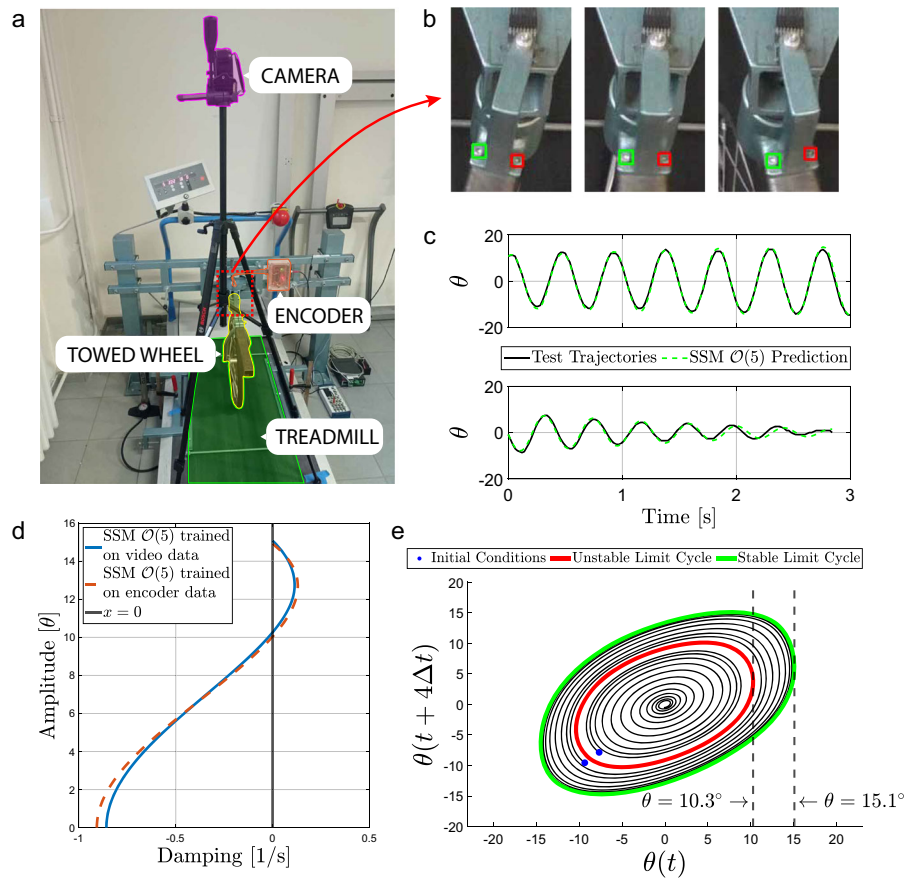 a
CAMERA
ENCODER
TOWED WHEEL
TREADMILL
b
c
20
0
-20
θ
Test Trajectories
SSM O(5) Prediction
20
0
-20
θ
0
1
2
3
Time [s]
d
16
14
12
10
8
6
4
2
0
Amplitude [θ]
SSM O(5) trained
on video data
SSM O(5) trained
on encoder data
x = 0
-1
-0.5
0
0.5
Damping [1/s]
e
Initial Conditions
Unstable Limit Cycle
Stable Limit Cycle
20
15
10
5
0
-5
-10
-15
-20
θ(t + 4Δt)
θ = 10.3° →
← θ = 15.1°
-20
-15
-10
-5
0
5
10
15
20
θ(t)